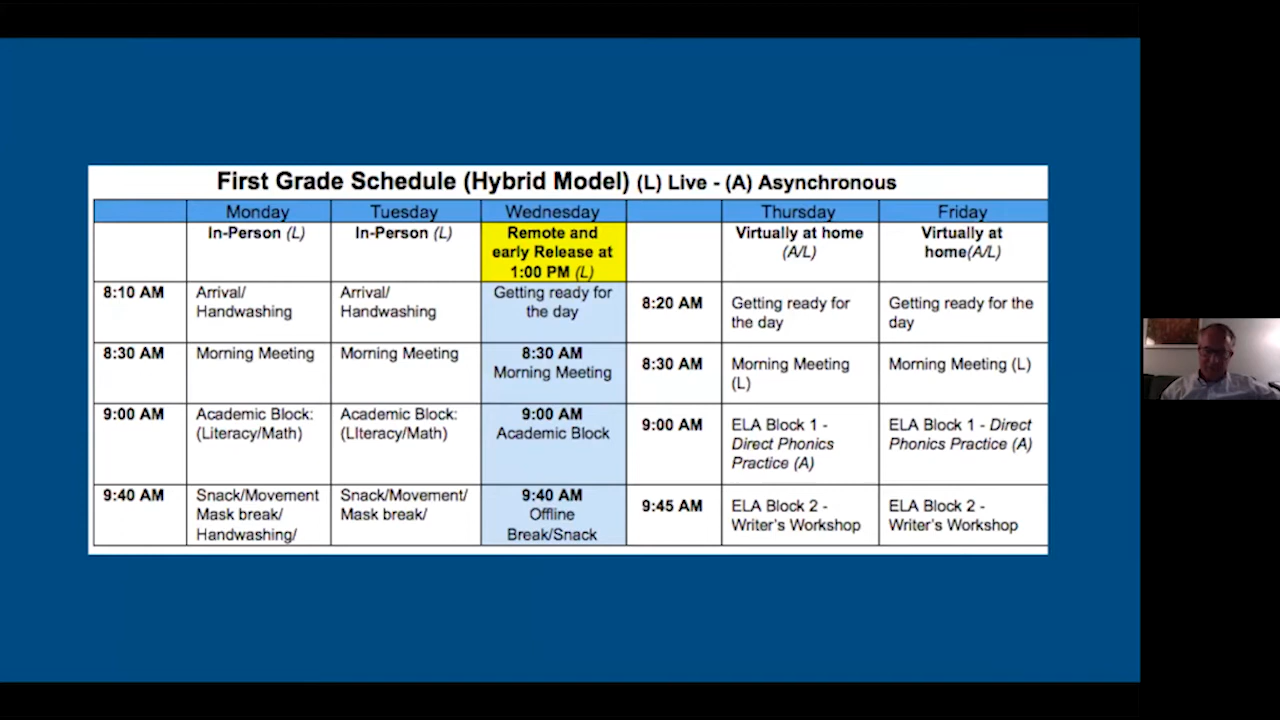 First Grade Schedule (Hybrid Model) (L) Live - (A) Asynchronous
Monday Tuesday Wednesday Thursday Friday
In-Person (L) In-Person (L) Remote and Virtually at home Virtually at
early Release at (A/L) home(A/L)
1:00 PM (L)
8:10 AM Arrival/ Arrival/ Getting ready for 8:20 AM Getting ready for Getting ready for the
Handwashing Handwashing the day the day day
8:30 AM Morning Meeting Morning Meeting 8:30 AM 8:30 AM Morning Meeting Morning Meeting (L)
Morning Meeting (L)
9:00 AM Academic Block: Academic Block: 9:00 AM 9:00 AM ELA Block 1 - ELA Block 1 - Direct
(Literacy/Math) (LIteracy/Math) Academic Block Direct Phonics Phonics Practice (A)
Practice (A)
9:40 AM Snack/Movement Snack/Movement/ 9:40 AM 9:45 AM ELA Block 2 - ELA Block 2 -
Mask break/ Mask break/ Offline Writer's Workshop Writer's Workshop
Handwashing/ Break/Snack